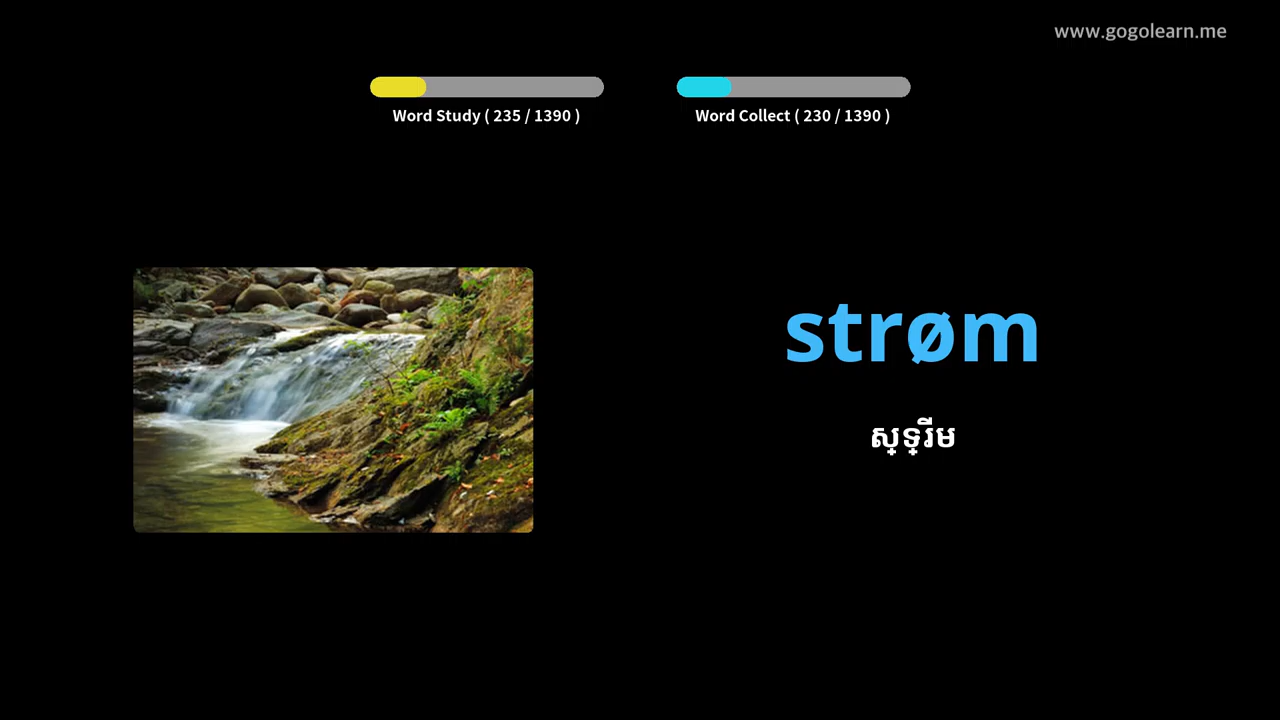 www.gogolearn.me
Word Study ( 235 / 1390 )
Word Collect ( 230 / 1390 )
strøm
ស្ទ្រីម